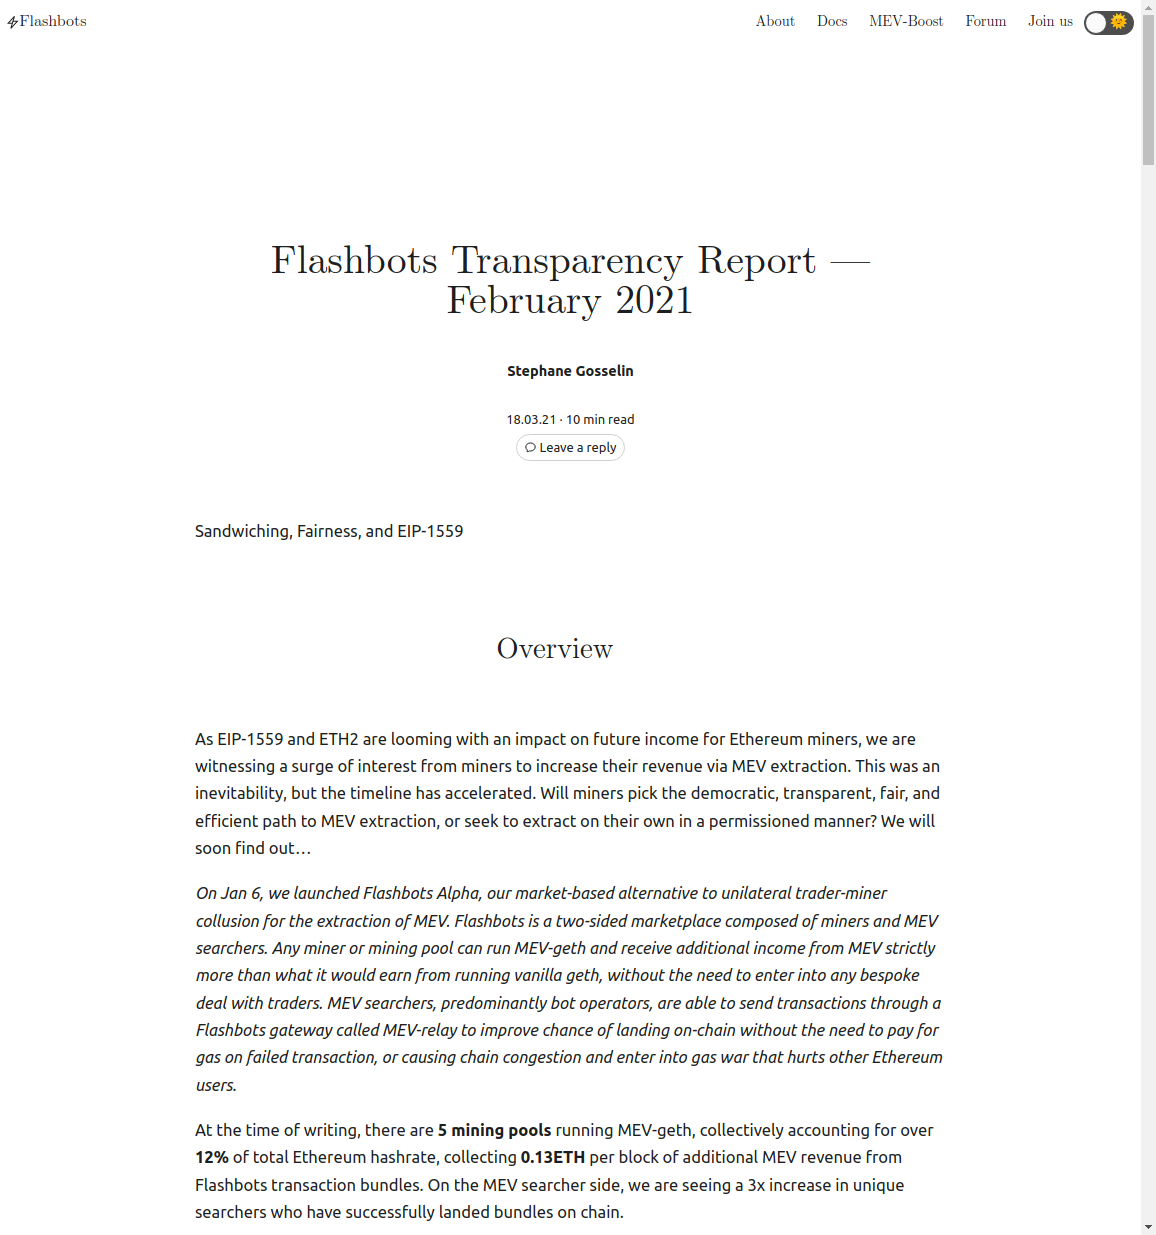 Flashbots
About Docs MEV-Boost Forum Join us
Flashbots Transparency Report —
February 2021
Stephane Gosselin
18.03.21 · 10 min read
Leave a reply
Sandwiching, Fairness, and EIP-1559
Overview
As EIP-1559 and ETH2 are looming with an impact on future income for Ethereum miners, we are
witnessing a surge of interest from miners to increase their revenue via MEV extraction. This was an
inevitability, but the timeline has accelerated. Will miners pick the democratic, transparent, fair, and
efficient path to MEV extraction, or seek to extract on their own in a permissioned manner? We will
soon find out…
On Jan 6, we launched Flashbots Alpha, our market-based alternative to unilateral trader-miner
collusion for the extraction of MEV. Flashbots is a two-sided marketplace composed of miners and MEV
searchers. Any miner or mining pool can run MEV-geth and receive additional income from MEV strictly
more than what it would earn from running vanilla geth, without the need to enter into any bespoke
deal with traders. MEV searchers, predominantly bot operators, are able to send transactions through a
Flashbots gateway called MEV-relay to improve chance of landing on-chain without the need to pay for
gas on failed transaction, or causing chain congestion and enter into gas war that hurts other Ethereum
users.
At the time of writing, there are 5 mining pools running MEV-geth, collectively accounting for over
12% of total Ethereum hashrate, collecting 0.13ETH per block of additional MEV revenue from
Flashbots transaction bundles. On the MEV searcher side, we are seeing a 3x increase in unique
searchers who have successfully landed bundles on chain.